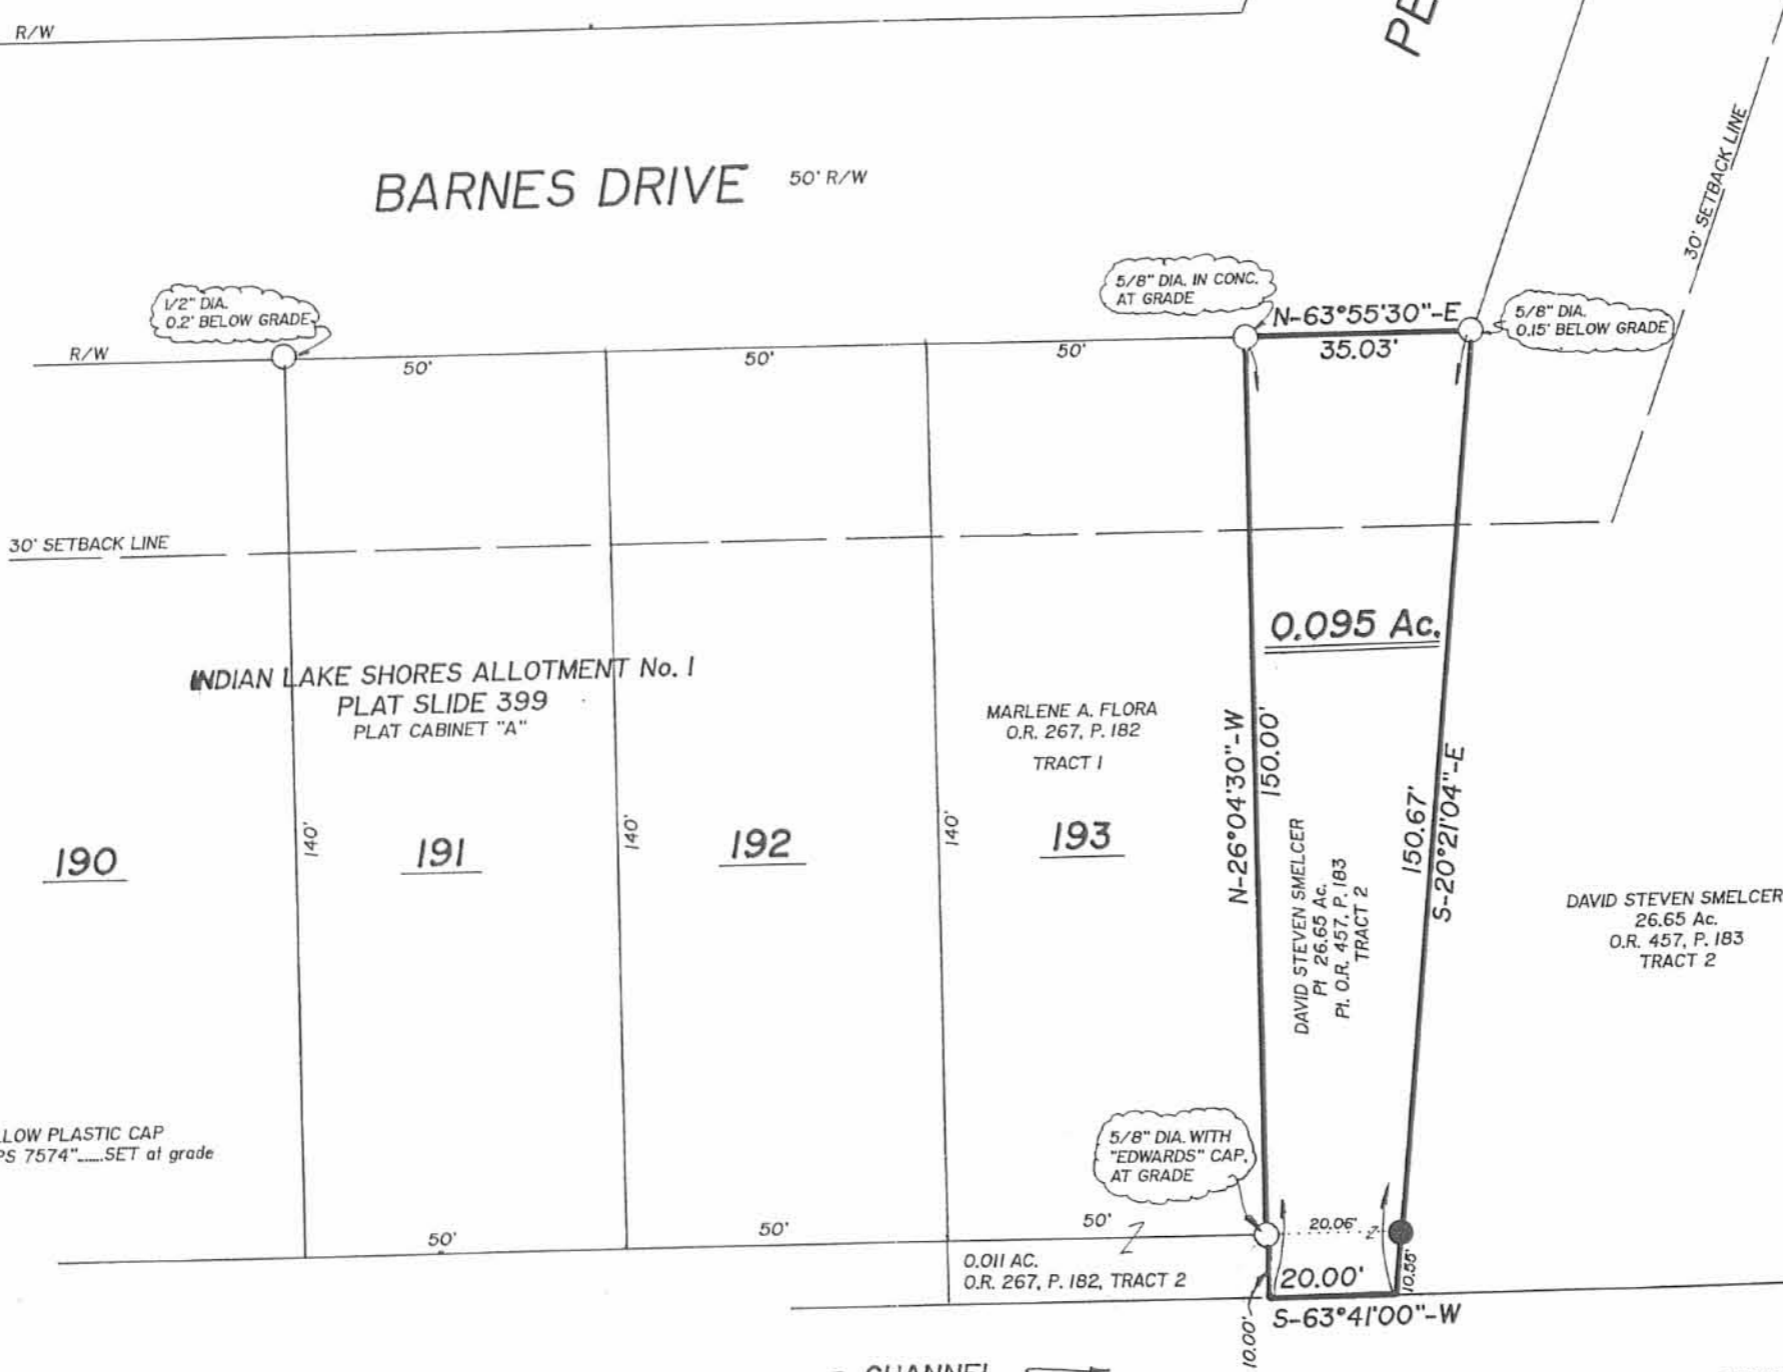 R/W
PE
BARNES DRIVE 50' R/W
30' SETBACK LINE
1/2" DIA.
0.2' BELOW GRADE
5/8" DIA. IN CONC.
AT GRADE
N-63°55'30"-E
35.03'
5/8" DIA.
0.15' BELOW GRADE
R/W
50'
50'
50'
30' SETBACK LINE
0.095 Ac.
INDIAN LAKE SHORES ALLOTMENT No. 1
PLAT SLIDE 399
PLAT CABINET "A"
MARLENE A. FLORA
O.R. 267, P. 182
TRACT 1
N-26°04'30"-W
150.00'
150.67'
S-20°21'04"-E
190
140'
191
140'
192
140'
193
DAVID STEVEN SMELCER
Pt 26.65 Ac.
Pt. O.R. 457, P. 183
TRACT 2
DAVID STEVEN SMELCER
26.65 Ac.
O.R. 457, P. 183
TRACT 2
LLOW PLASTIC CAP
PS 7574".....SET at grade
5/8" DIA. WITH
"EDWARDS" CAP,
AT GRADE
50'
50'
50'
20.06'
0.011 AC.
O.R. 267, P. 182, TRACT 2
10.00'
20.00'
10.55'
S-63°41'00"-W
CHANNEL